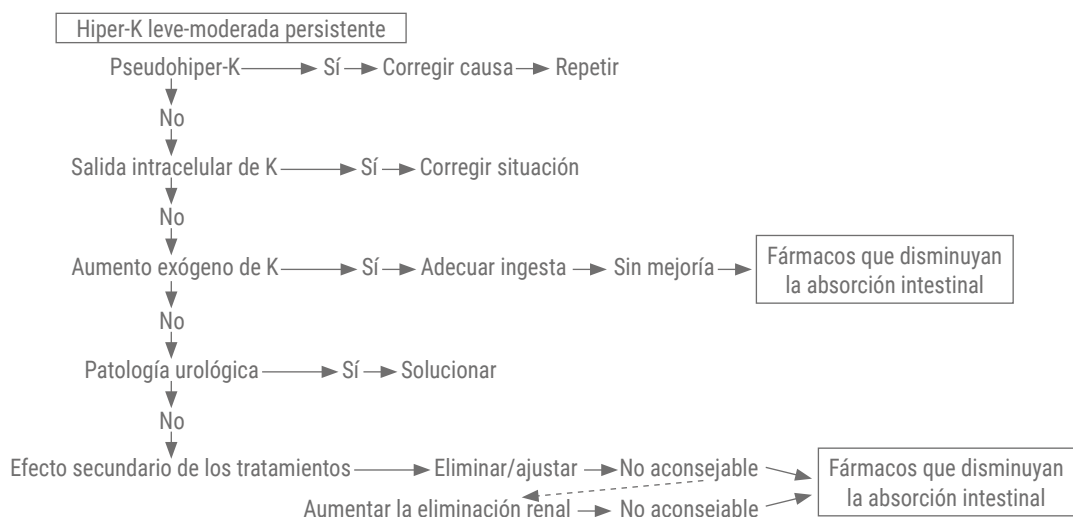 Hiper-K leve-moderada persistente
Pseudohiper-K Sí Corregir causa Repetir
No
Salida intracelular de K Sí Corregir situación
No
Aumento exógeno de K Sí Adecuar ingesta Sin mejoría Fármacos que disminuyan
la absorción intestinal
No
Patología urológica Sí Solucionar
No
Efecto secundario de los tratamientos Eliminar/ajustar No aconsejable Fármacos que disminuyan
la absorción intestinal
Aumentar la eliminación renal No aconsejable